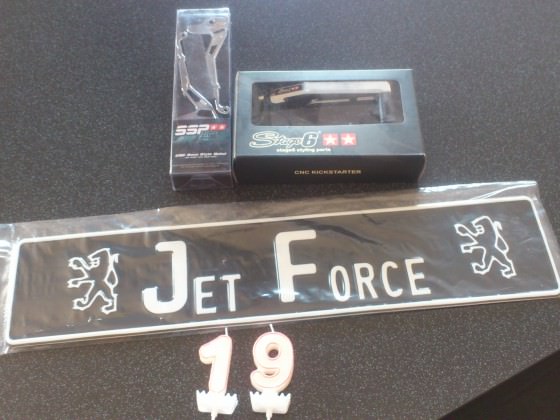 SSP
Stage6
stage6 styling parts
CNC KICKSTARTER
JET FORCE
19